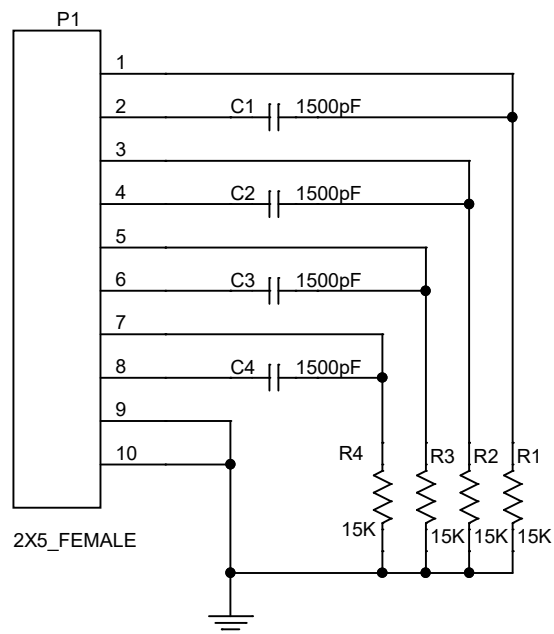 P1
1
2 C1 1500pF
3
4 C2 1500pF
5
6 C3 1500pF
7
8 C4 1500pF
9
10
R4 R3 R2 R1
15K 15K 15K 15K
2X5_FEMALE